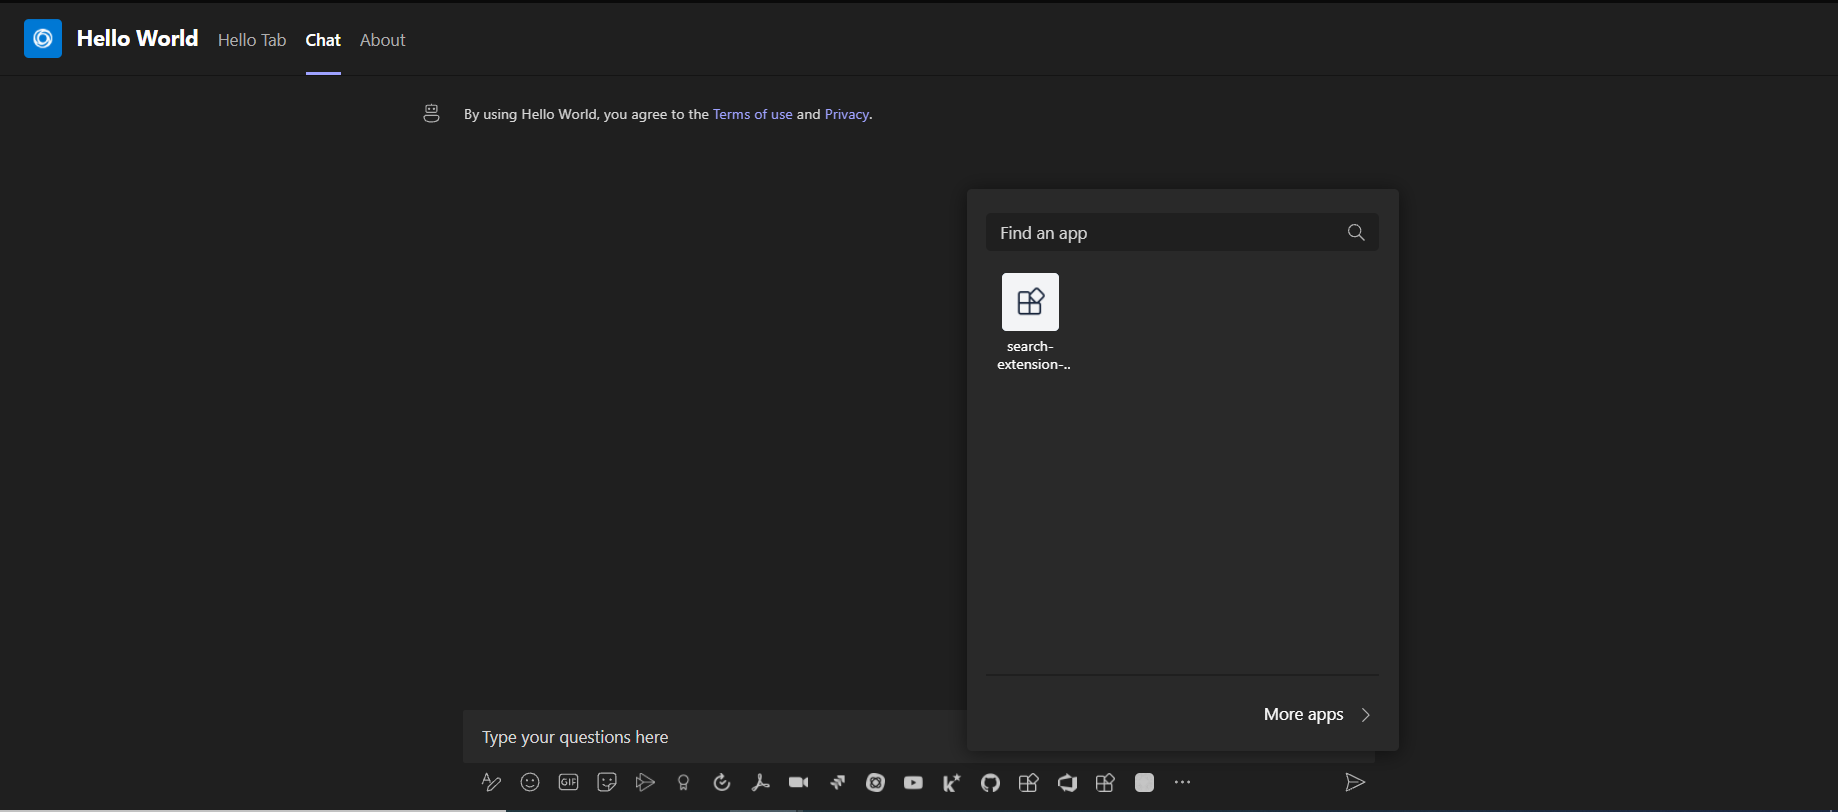 Hello World Hello Tab Chat About
By using Hello World, you agree to the Terms of use and Privacy.
Find an app
search-
extension-..
More apps
Type your questions here
GIF